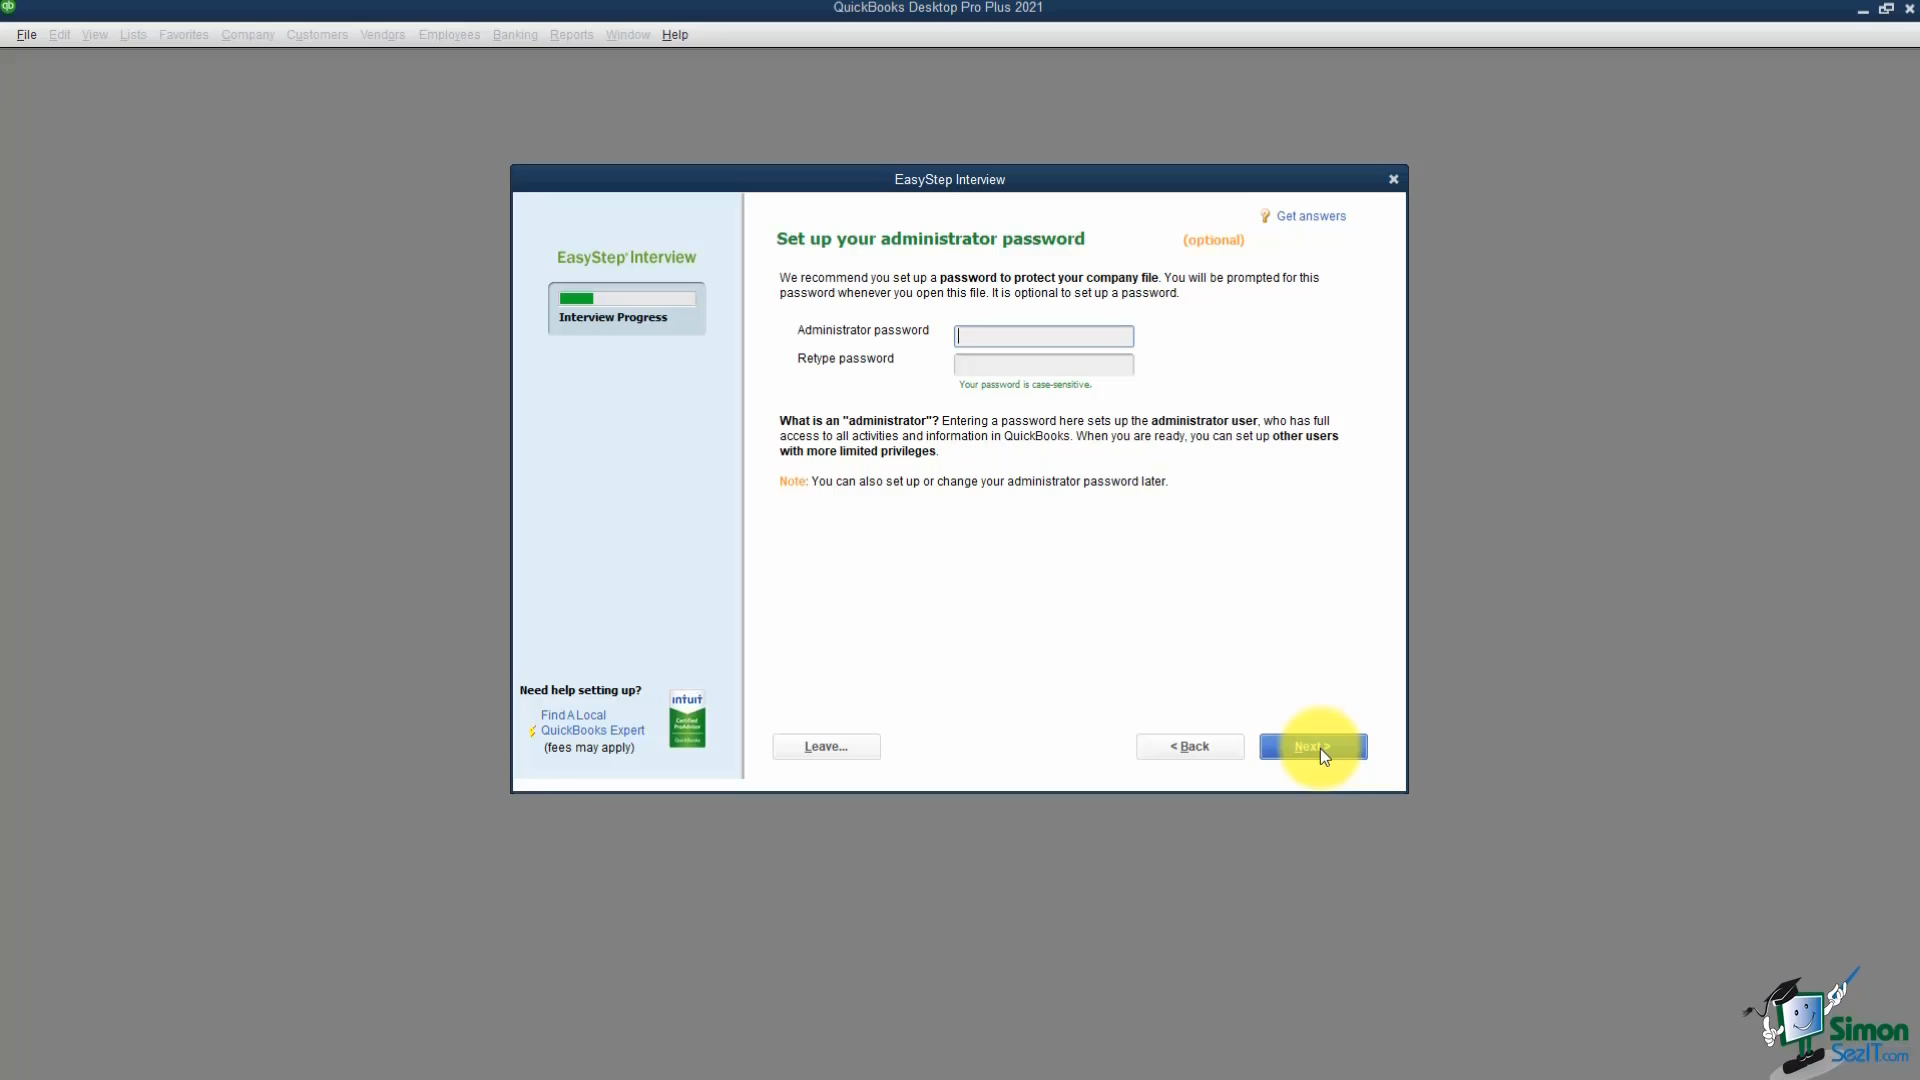 qb
QuickBooks Desktop Pro Plus 2021
File Edit View Lists Favorites Company Customers Vendors Employees Banking Reports Window Help
EasyStep Interview
Get answers
Set up your administrator password (optional)
EasyStep Interview
We recommend you set up a password to protect your company file. You will be prompted for this
password whenever you open this file. It is optional to set up a password.
Interview Progress
Administrator password
Retype password
Your password is case-sensitive.
What is an "administrator"? Entering a password here sets up the administrator user, who has full
access to all activities and information in QuickBooks. When you are ready, you can set up other users
with more limited privileges.
Note: You can also set up or change your administrator password later.
Need help setting up?
Find A Local
QuickBooks Expert
(fees may apply)
intuit
Certified
ProAdvisor
QuickBooks
Leave... < Back Next >
Simon
SezIT.com